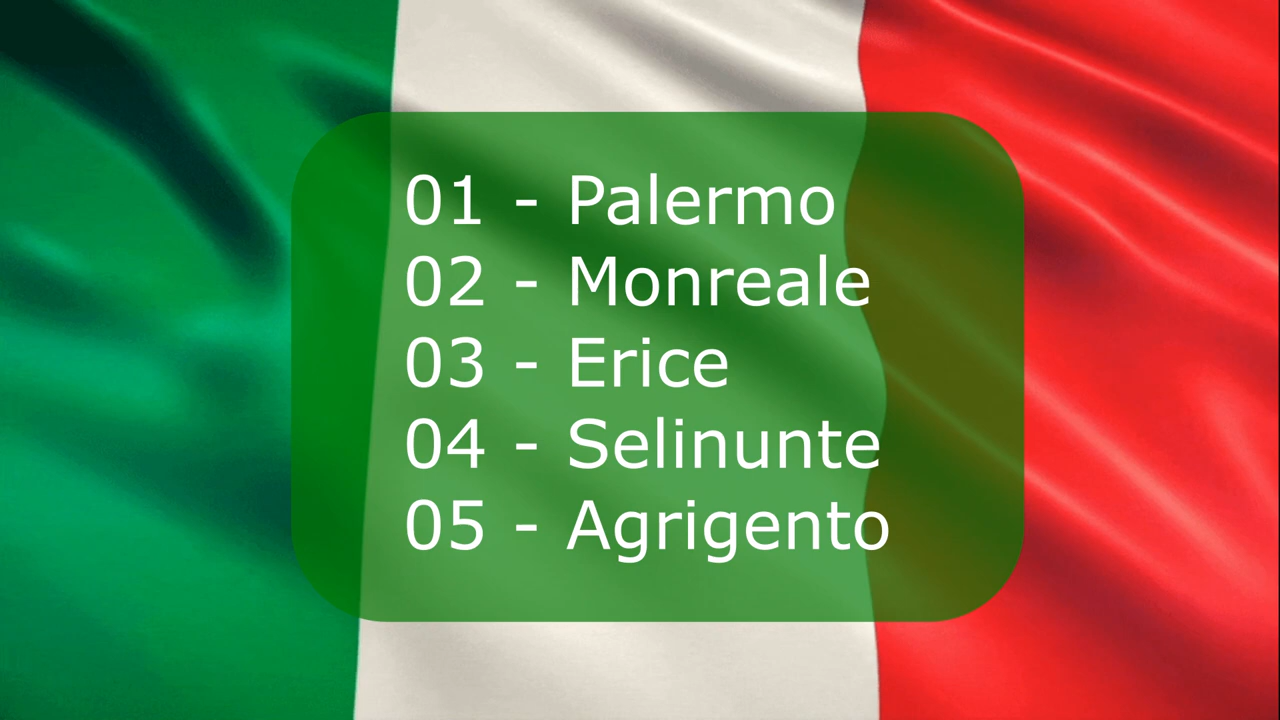 01 - Palermo
02 - Monreale
03 - Erice
04 - Selinunte
05 - Agrigento